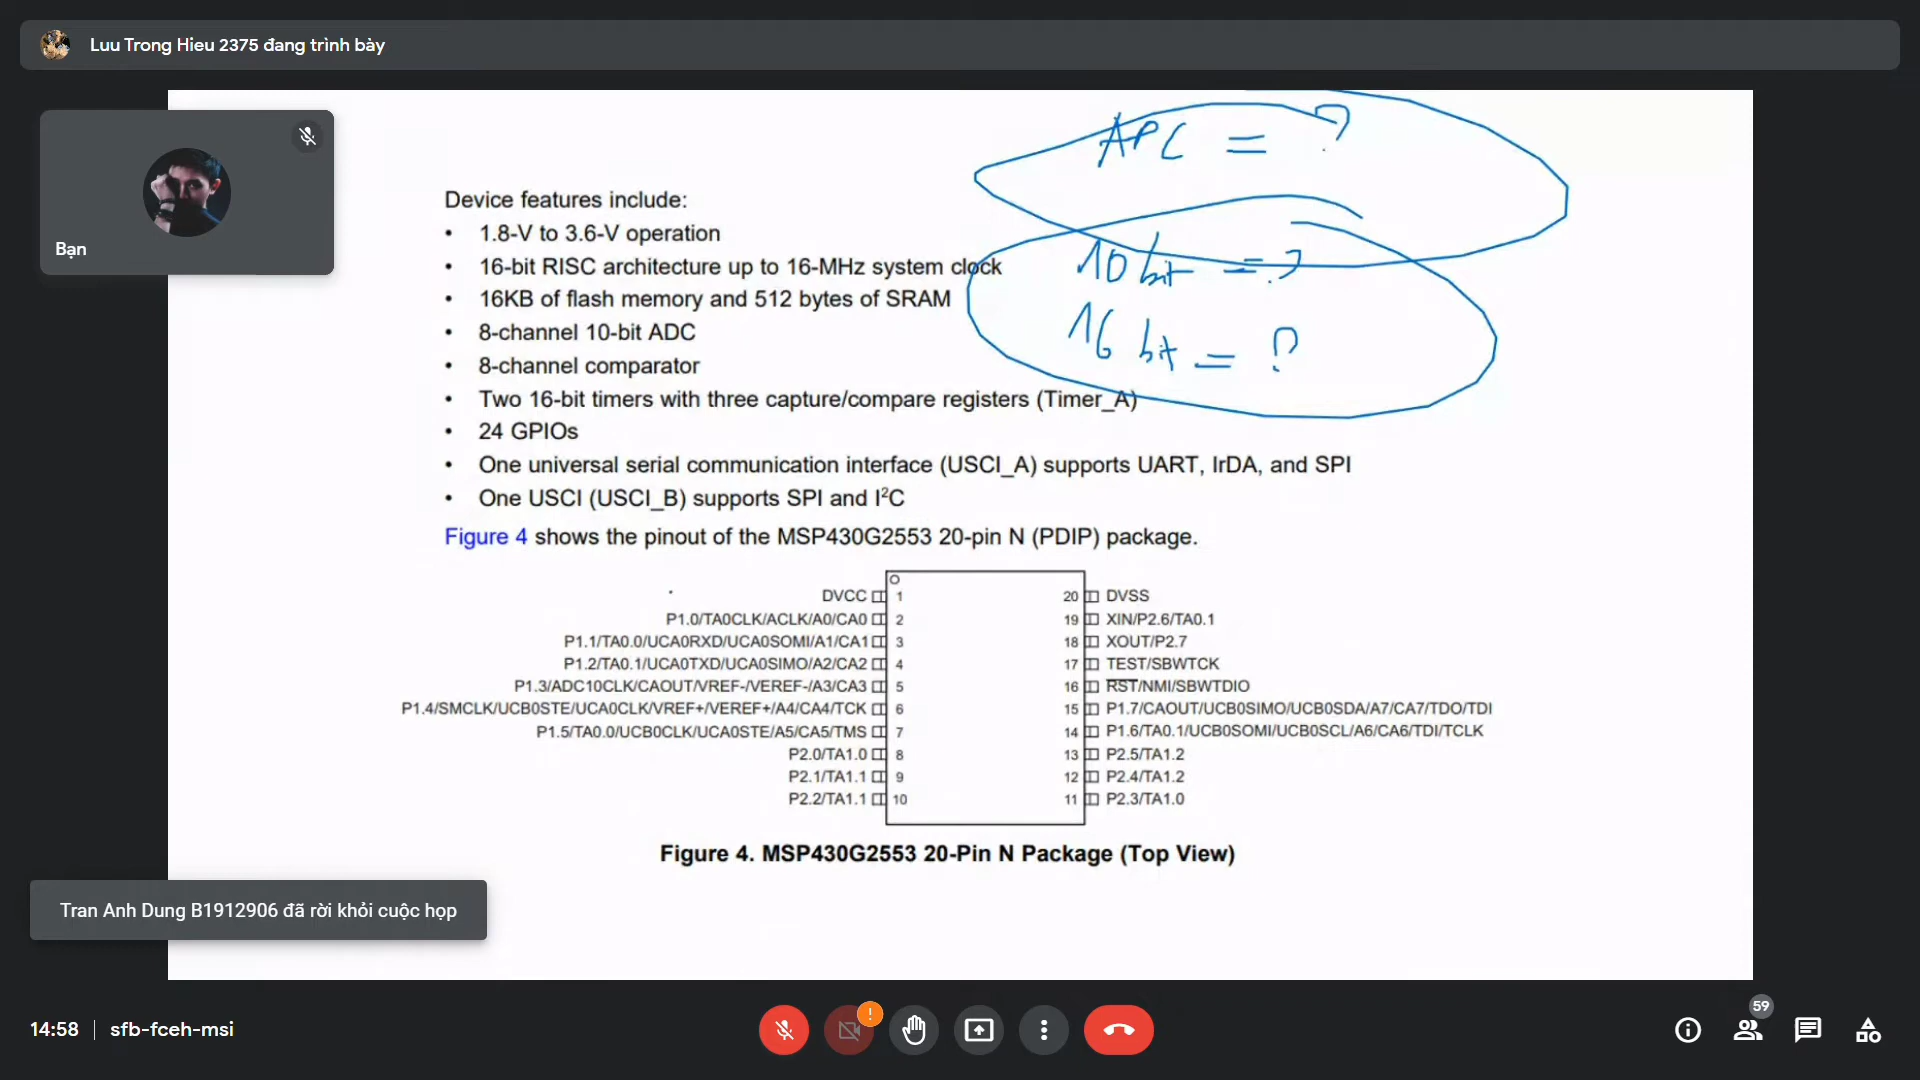 Luu Trong Hieu 2375 đang trình bày
Bạn
APC = ?
10 bit = ?
16 bit = ?
Device features include:
• 1.8-V to 3.6-V operation
• 16-bit RISC architecture up to 16-MHz system clock
• 16KB of flash memory and 512 bytes of SRAM
• 8-channel 10-bit ADC
• 8-channel comparator
• Two 16-bit timers with three capture/compare registers (Timer_A)
• 24 GPIOs
• One universal serial communication interface (USCI_A) supports UART, IrDA, and SPI
• One USCI (USCI_B) supports SPI and I²C
Figure 4 shows the pinout of the MSP430G2553 20-pin N (PDIP) package.
DVCC 1 20 DVSS
P1.0/TA0CLK/ACLK/A0/CA0 2 19 XIN/P2.6/TA0.1
P1.1/TA0.0/UCA0RXD/UCA0SOMI/A1/CA1 3 18 XOUT/P2.7
P1.2/TA0.1/UCA0TXD/UCA0SIMO/A2/CA2 4 17 TEST/SBWTCK
P1.3/ADC10CLK/CAOUT/VREF-/VEREF-/A3/CA3 5 16 RST/NMI/SBWTDIO
P1.4/SMCLK/UCB0STE/UCA0CLK/VREF+/VEREF+/A4/CA4/TCK 6 15 P1.7/CAOUT/UCB0SIMO/UCB0SDA/A7/CA7/TDO/TDI
P1.5/TA0.0/UCB0CLK/UCA0STE/A5/CA5/TMS 7 14 P1.6/TA0.1/UCB0SOMI/UCB0SCL/A6/CA6/TDI/TCLK
P2.0/TA1.0 8 13 P2.5/TA1.2
P2.1/TA1.1 9 12 P2.4/TA1.2
P2.2/TA1.1 10 11 P2.3/TA1.0
Figure 4. MSP430G2553 20-Pin N Package (Top View)
Tran Anh Dung B1912906 đã rời khỏi cuộc họp
14:58 | sfb-fceh-msi
59